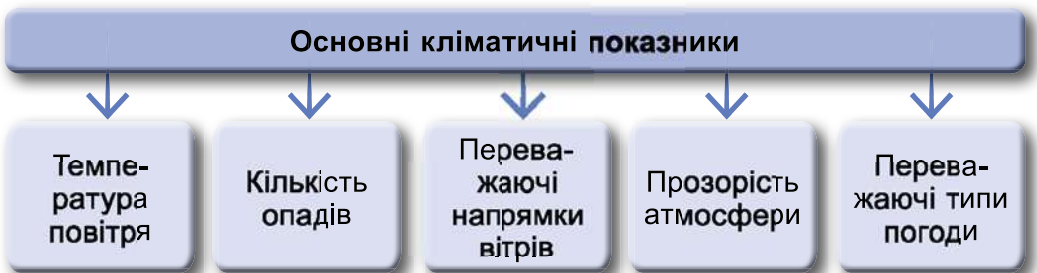 Основні кліматичні показники
Темпе-
ратура
повітря
Кількість
опадів
Перева-
жаючі
напрямки
вітрів
Прозорість
атмосфери
Перева-
жаючі типи
погоди